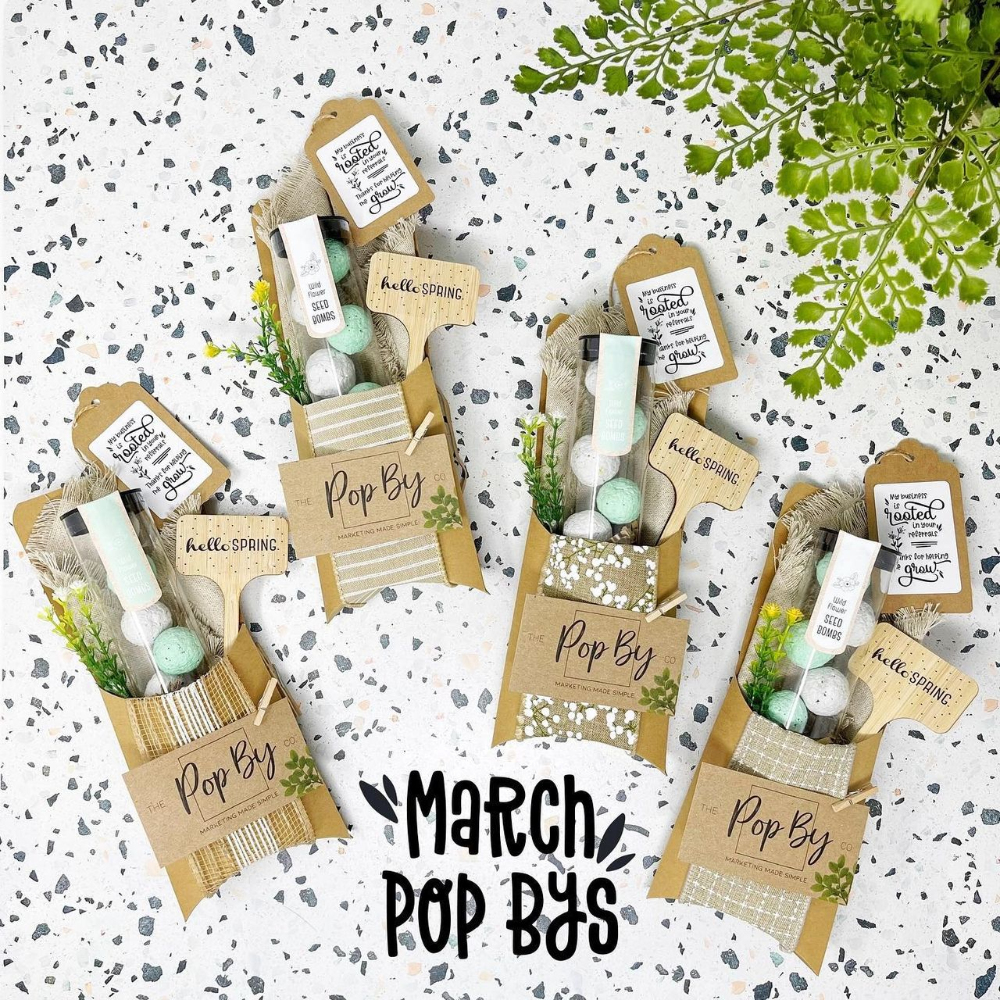 My business
is
rooted
in your
referrals
Thanks for helping
me grow.
Wild
flower
SEED
BOMBS
hello SPRING.
THE Pop By CO
MARKETING MADE SIMPLE
My business
is
rooted
in your
referrals
Thanks for helping
me grow.
Wild
flower
SEED
BOMBS
hello SPRING.
THE Pop By CO
MARKETING MADE SIMPLE
My business
is
rooted
in your
referrals
Thanks for helping
me grow.
SEED
BOMBS
hello SPRING.
THE Pop By CO
MARKETING MADE SIMPLE
My business
is
rooted
in your
referrals
Thanks for helping
me grow.
Wild
flower
SEED
BOMBS
hello SPRING.
THE Pop By CO
MARKETING MADE SIMPLE
March
Pop Bys